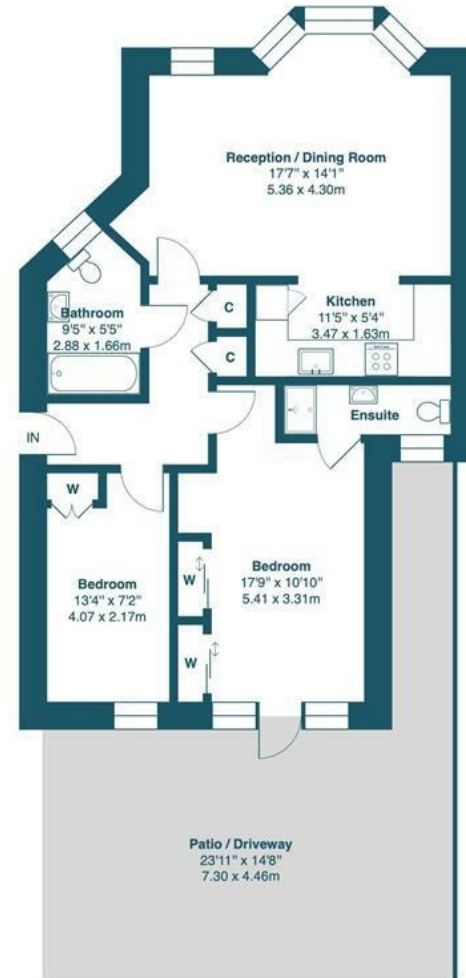 Reception / Dining Room
17'7" x 14'1"
5.36 x 4.30m
Bathroom
9'5" x 5'5"
2.88 x 1.66m
C
Kitchen
11'5" x 5'4"
3.47 x 1.63m
C
IN
Ensuite
W
Bedroom
13'4" x 7'2"
4.07 x 2.17m
W
Bedroom
17'9" x 10'10"
5.41 x 3.31m
W
Patio / Driveway
23'11" x 14'8"
7.30 x 4.46m